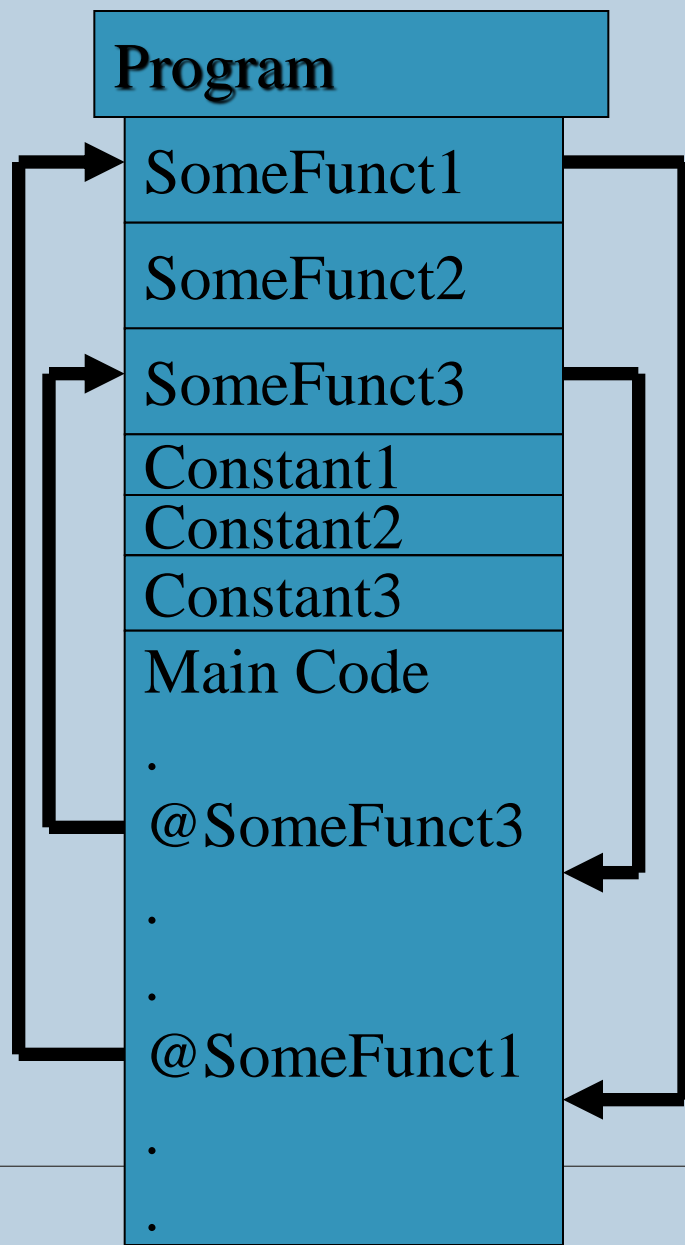 Program
SomeFunct1
SomeFunct2
SomeFunct3
Constant1
Constant2
Constant3
Main Code
.
@SomeFunct3
.
.
@SomeFunct1
.
.